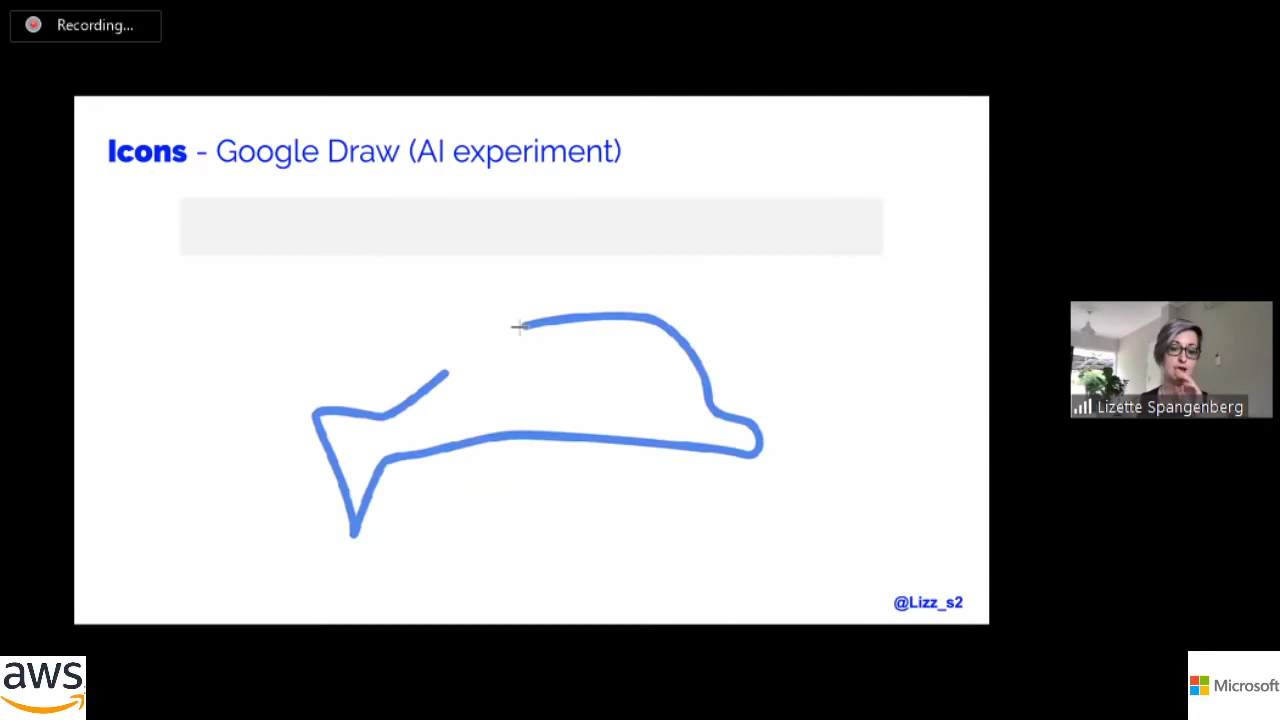 Recording...
Icons - Google Draw (AI experiment)
Lizette Spangenberg
@Lizz_s2
aws
Microsoft